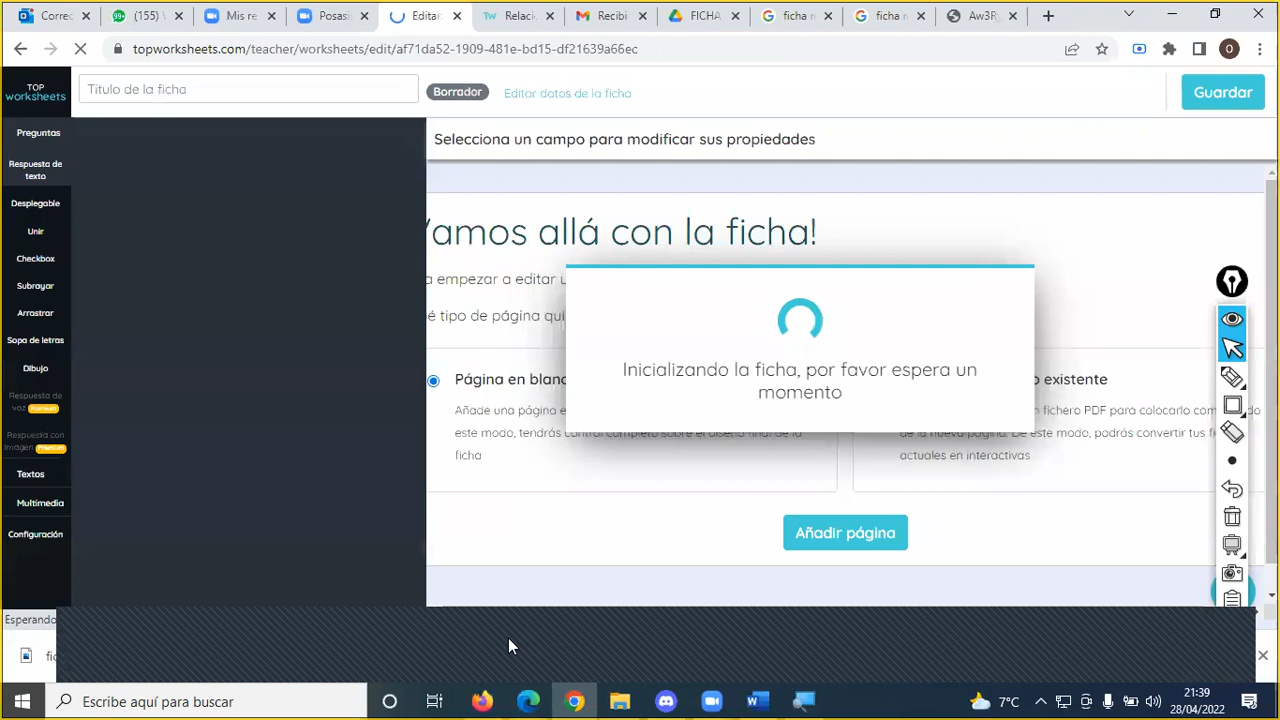 Correc
(155) \
Mis re
Posasis
Editar
TW Relaci
Recibi
FICHA
ficha n
ficha r
Aw3R
topworksheets.com/teacher/worksheets/edit/af71da52-1909-481e-bd15-df21639a66ec
O
TOP
worksheets
Título de la ficha
Borrador
Editar datos de la ficha
Guardar
Preguntas
Respuesta de
texto
Desplegable
Unir
Checkbox
Subrayar
Arrastrar
Sopa de letras
Dibujo
Respuesta de
voz Premium
Respuesta con
imagen Premium
Textos
Multimedia
Configuración
Selecciona un campo para modificar sus propiedades
Vamos allá con la ficha!
a empezar a editar
é tipo de página qui
Inicializando la ficha, por favor espera un
momento
Página en blanc
Añade una página e
este modo, tendrás control completo sobre el diseño final de la
ficha
o existente
n fichero PDF para colocarlo com
de la nueva página. De este modo, podrás convertir tus f
actuales en interactivas
Añadir página
Esperando
fic
Escribe aquí para buscar
7°C
21:39
28/04/2022